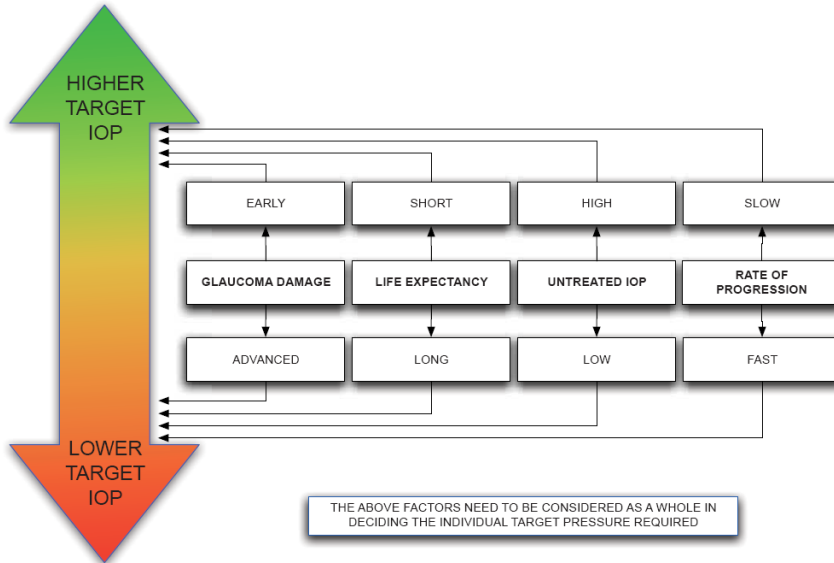 HIGHER
TARGET
IOP
EARLY
SHORT
HIGH
SLOW
GLAUCOMA DAMAGE
LIFE EXPECTANCY
UNTREATED IOP
RATE OF
PROGRESSION
ADVANCED
LONG
LOW
FAST
LOWER
TARGET
IOP
THE ABOVE FACTORS NEED TO BE CONSIDERED AS A WHOLE IN
DECIDING THE INDIVIDUAL TARGET PRESSURE REQUIRED